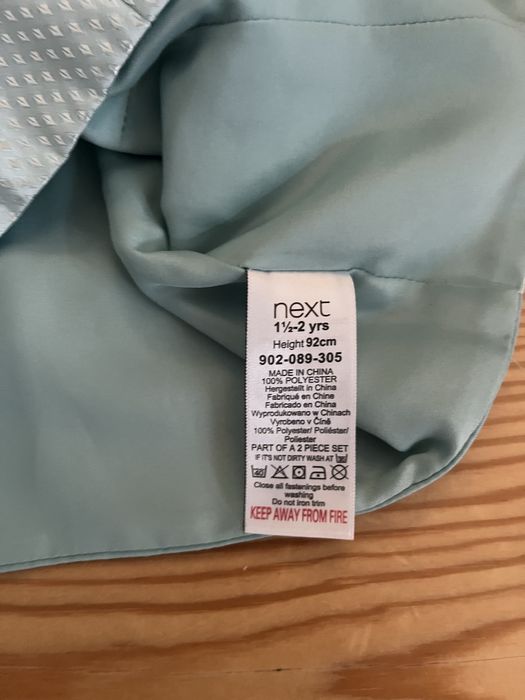 next
1½-2 yrs
Height 92cm
902-089-305
MADE IN CHINA
100% POLYESTER
Hergestellt in China
Fabriqué en Chine
Fabricado en China
Wyprodukowano w Chinach
Vyrobeno v Číně
100% Polyester/ Poliéster/
Poliester
PART OF A 2 PIECE SET
IF IT'S NOT DIRTY WASH AT 30
40
Close all fastenings before
washing
Do not iron trim
KEEP AWAY FROM FIRE